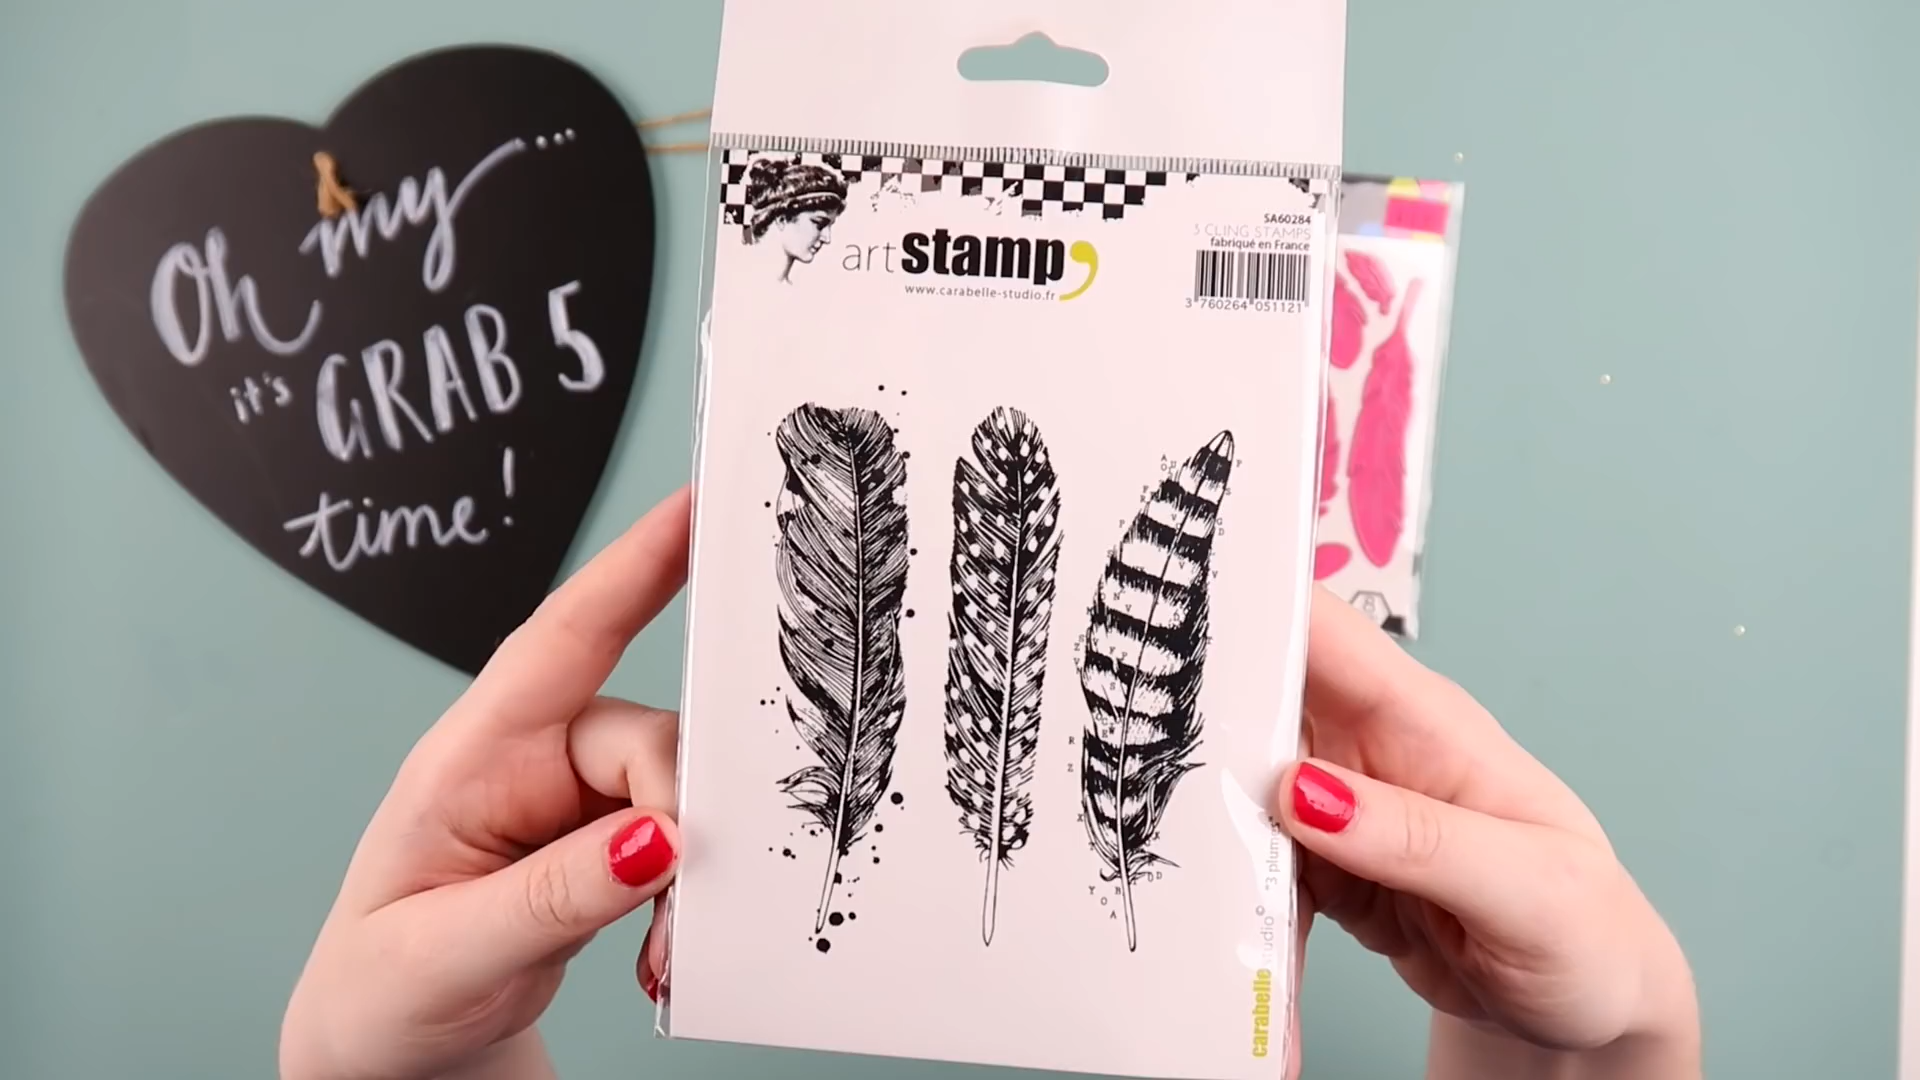 Oh my...
it's GRAB 5
time!
art stamp
www.carabelle-studio.fr
SA60284
3 CLING STAMPS
fabriqué en France
3 760264 051121
carabelle studio© "3 plumes"